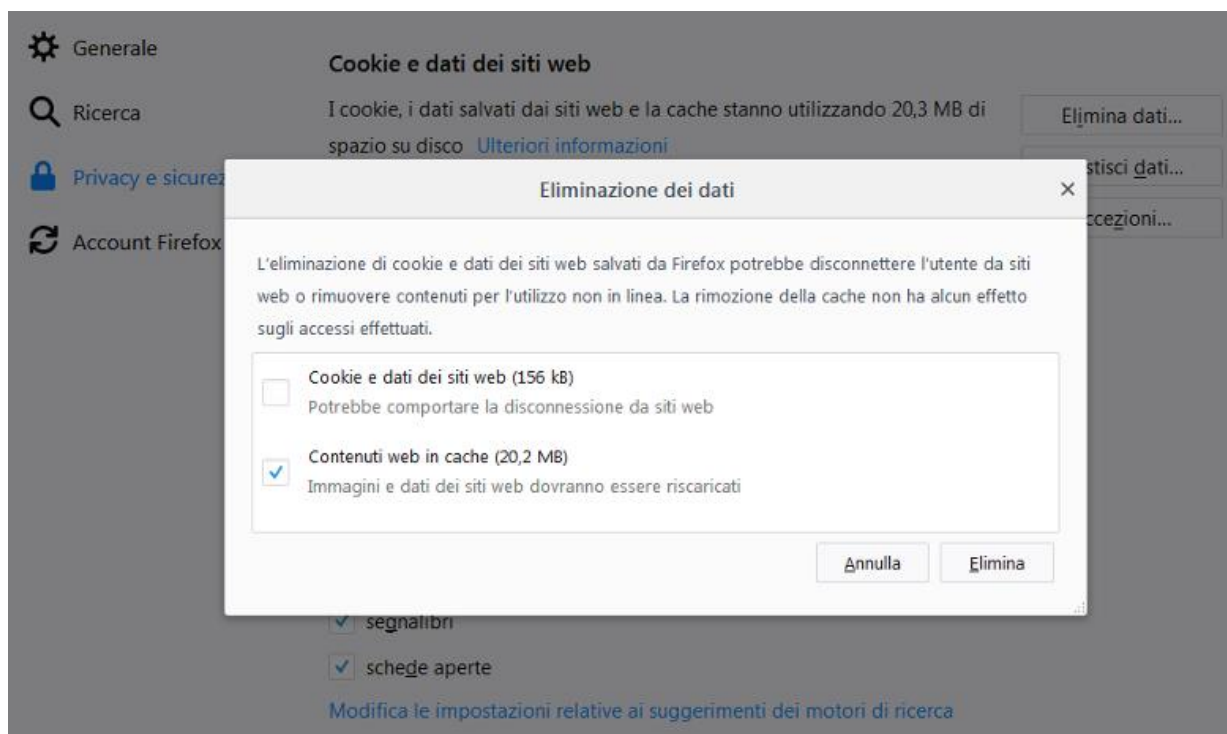 Generale
Ricerca
Privacy e sicurez
Account Firefox
Cookie e dati dei siti web
I cookie, i dati salvati dai siti web e la cache stanno utilizzando 20,3 MB di
spazio su disco Ulteriori informazioni
Elimina dati...
stisci dati...
ccezioni...
Eliminazione dei dati
L'eliminazione di cookie e dati dei siti web salvati da Firefox potrebbe disconnettere l'utente da siti
web o rimuovere contenuti per l'utilizzo non in linea. La rimozione della cache non ha alcun effetto
sugli accessi effettuati.
Cookie e dati dei siti web (156 kB)
Potrebbe comportare la disconnessione da siti web
Contenuti web in cache (20,2 MB)
Immagini e dati dei siti web dovranno essere riscaricati
Annulla Elimina
segnalibri
schede aperte
Modifica le impostazioni relative ai suggerimenti dei motori di ricerca